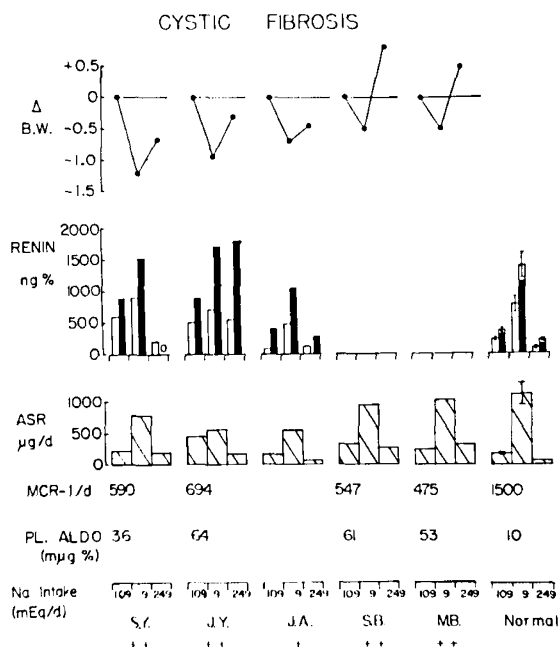 CYSTIC FIBROSIS
+0.5
0
Δ
B.W.
-0.5
-1.0
-1.5
RENIN
ng %
2000
1500
1000
500
0
0
ASR
µg/d
1000
500
0
MCR-1/d 590 694 547 475 1500
PL. ALDO 36 64 61 53 10
(mµg %)
Na Intake 109 9 249 109 9 249 109 9 249 109 9 249 109 9 249 109 9 249
(mEq/d)
S.Y. J.Y. J.A. S.B. M.B. Normal
++ ++ + ++ ++